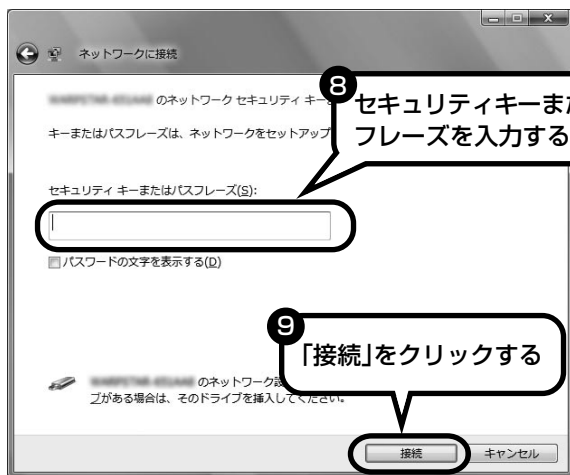 ネットワークに接続
のネットワーク セキュリティ キー
キーまたはパスフレーズは、ネットワークをセットアップ
8
セキュリティキーまた
フレーズを入力する
セキュリティ キーまたはパスフレーズ(S):
パスワードの文字を表示する(D)
9
「接続」をクリックする
のネットワーク設
ブがある場合は、そのドライブを挿入してください。
接続
キャンセル